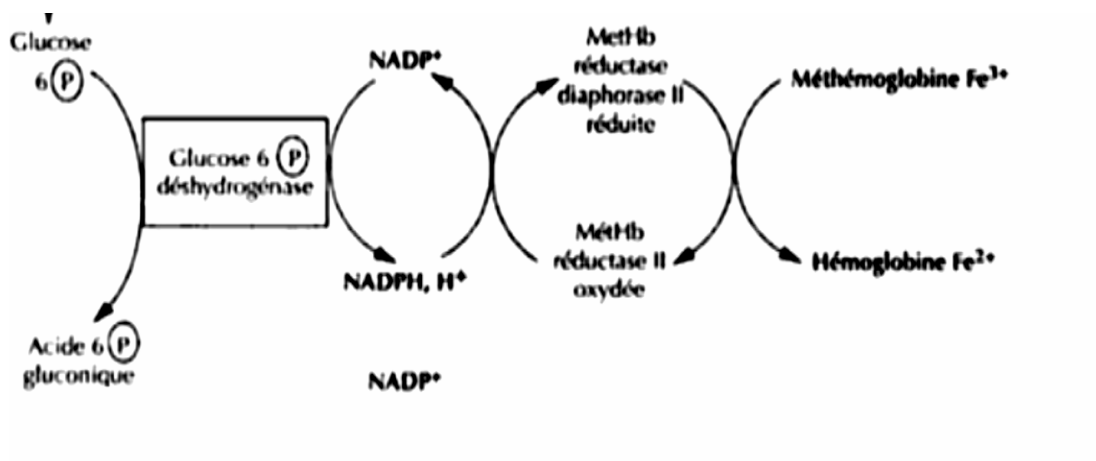 Glucose
6 P
Glucose 6 P
déshydrogénase
Acide 6 P
gluconique
NADP⁺
NADPH, H⁺
NADP⁺
MetHb
réductase
diaphorase II
réduite
MétHb
réductase II
oxydée
Méthémoglobine Fe³⁺
Hémoglobine Fe²⁺